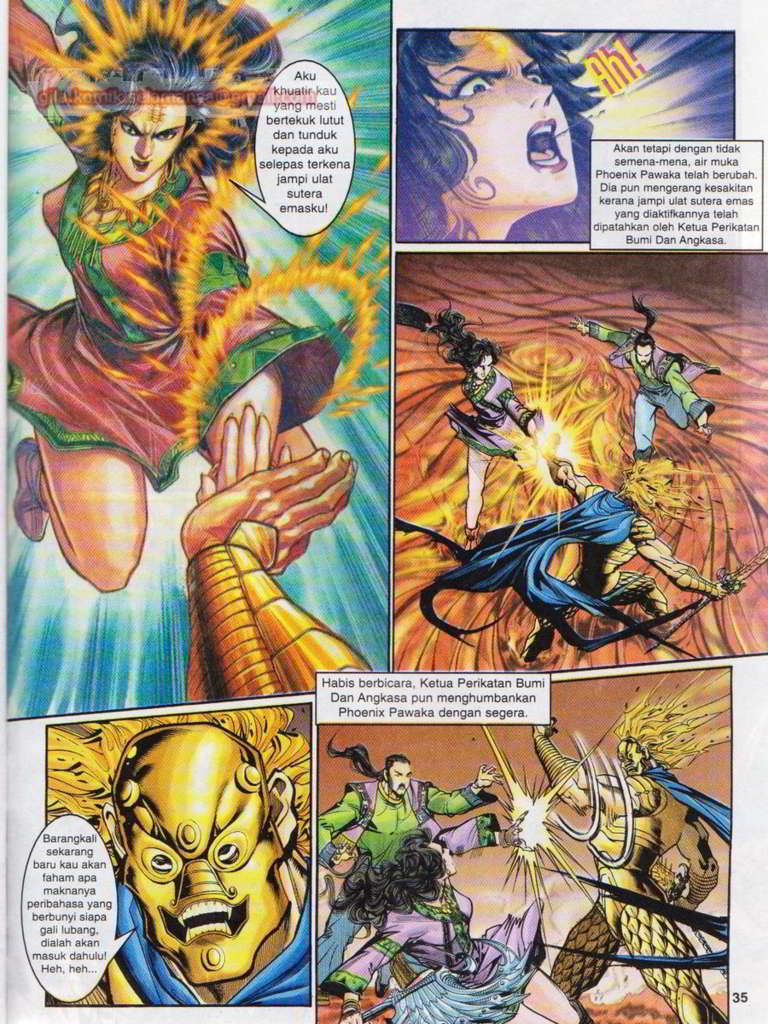 Aku
khuatir kau
yang mesti
bertekuk lutut
dan tunduk
kepada aku
selepas terkena
jampi ulat
sutera
emasku!
Ah!
Akan tetapi dengan tidak
semena-mena, air muka
Phoenix Pawaka telah berubah.
Dia pun mengerang kesakitan
kerana jampi ulat sutera emas
yang diaktifkannya telah
dipatahkan oleh Ketua Perikatan
Bumi Dan Angkasa.
Habis berbicara, Ketua Perikatan Bumi
Dan Angkasa pun menghumbankan
Phoenix Pawaka dengan segera.
Barangkali
sekarang
baru kau akan
faham apa
maknanya
peribahasa yang
berbunyi siapa
gali lubang,
dialah akan
masuk dahulu!
Heh, heh...
35